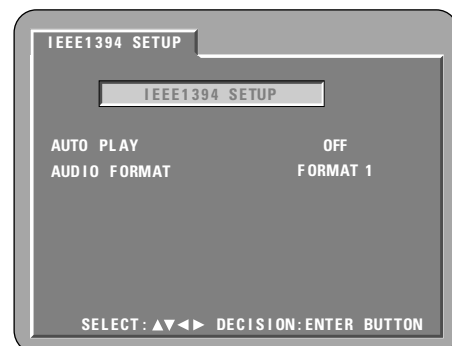 IEEE1394 SETUP
IEEE1394 SETUP
AUTO PLAY OFF
AUDIO FORMAT FORMAT 1
SELECT:▲▼◄► DECISION:ENTER BUTTON